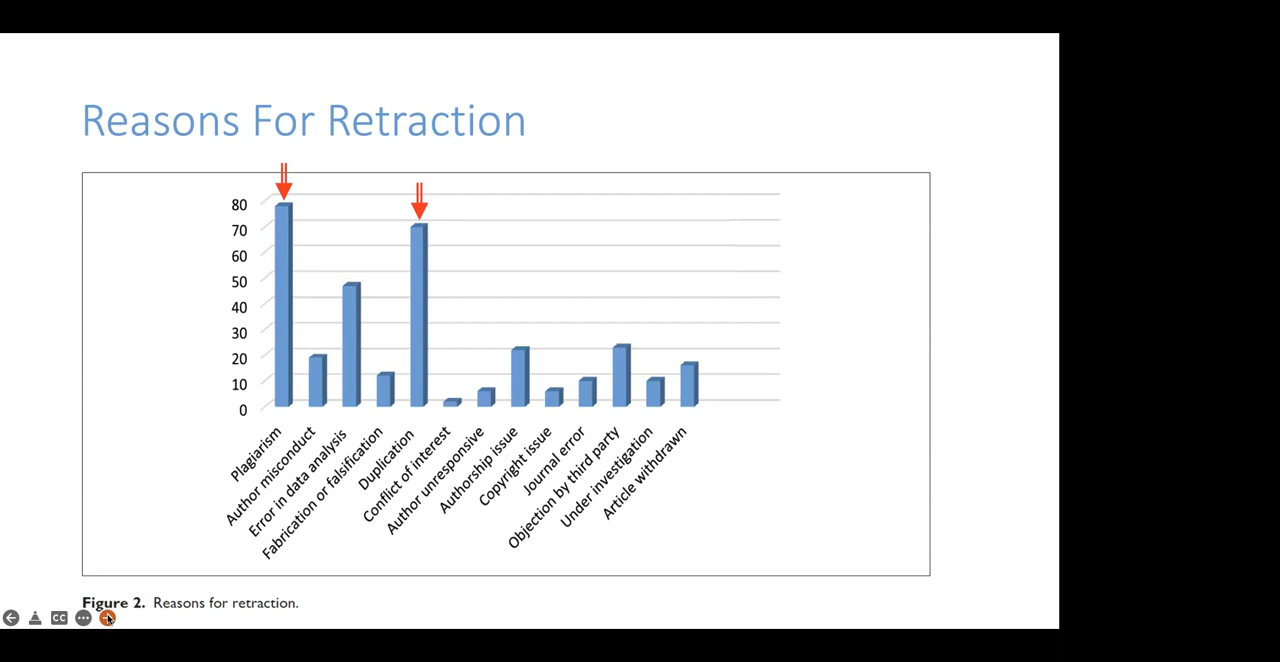 Reasons For Retraction
80
70
60
50
40
30
20
10
0
Plagiarism
Author misconduct
Error in data analysis
Fabrication or falsification
Duplication
Conflict of interest
Author unresponsive
Authorship issue
Copyright issue
Journal error
Objection by third party
Under investigation
Article withdrawn
Figure 2. Reasons for retraction.
CC